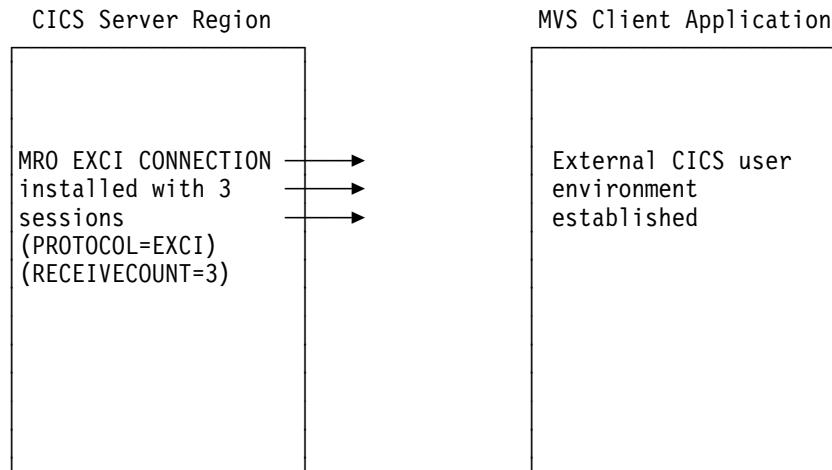 CICS Server Region
MVS Client Application
MRO EXCI CONNECTION
installed with 3
sessions
(PROTOCOL=EXCI)
(RECEIVECOUNT=3)
External CICS user
environment
established